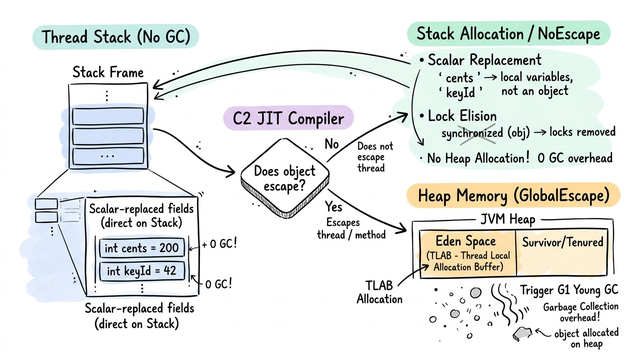 Thread Stack (No GC)
Stack Frame
⋮
...
Scalar-replaced fields
(direct on Stack)
int cents = 200
int keyId = 42
⋮
+ 0 GC!
0 GC!
Scalar-replaced fields
(direct on Stack)
⋮
C2 JIT Compiler
Does object
escape?
No
Does not
escape
thread
Yes
Escapes
thread / method
Stack Allocation / NoEscape
• Scalar Replacement
‘ cents ’ → local variables,
‘ keyId ’ not an object
• Lock Elision
synchronized (obj) → locks removed
• No Heap Allocation! 0 GC overhead
Heap Memory (GlobalEscape)
JVM Heap
Eden Space
(TLAB - Thread Local
Allocation Buffer)
Survivor/Tenured
TLAB
Allocation
Trigger G1 Young GC
Garbage Collection
overhead!
object allocated
on heap